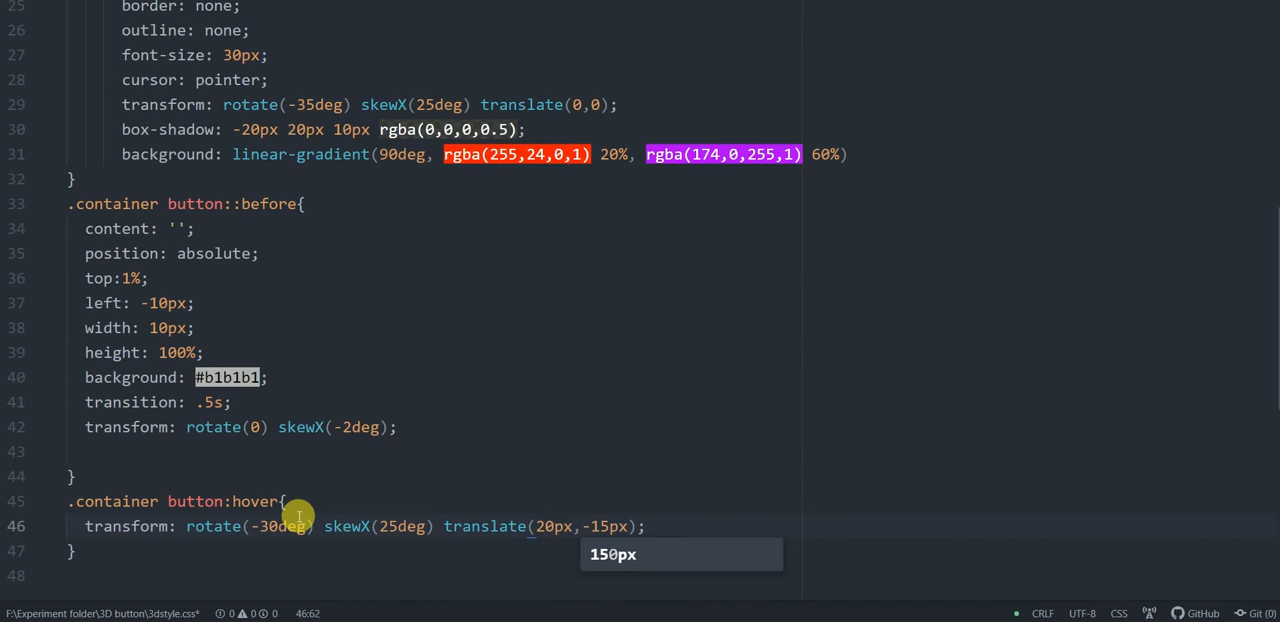 25 border: none;
26 outline: none;
27 font-size: 30px;
28 cursor: pointer;
29 transform: rotate(-35deg) skewX(25deg) translate(0,0);
30 box-shadow: -20px 20px 10px rgba(0,0,0,0.5);
31 background: linear-gradient(90deg, rgba(255,24,0,1) 20%, rgba(174,0,255,1) 60%)
32 }
33 .container button::before{
34 content: '';
35 position: absolute;
36 top:1%;
37 left: -10px;
38 width: 10px;
39 height: 100%;
40 background: #b1b1b1;
41 transition: .5s;
42 transform: rotate(0) skewX(-2deg);
43
44 }
45 .container button:hover{
46 transform: rotate(-30deg) skewX(25deg) translate(20px,-15px);
150px
47 }
48
F:\Experiment folder\3D button\3dstyle.css* 0 0 0 46:62 CRLF UTF-8 CSS GitHub Git (0)